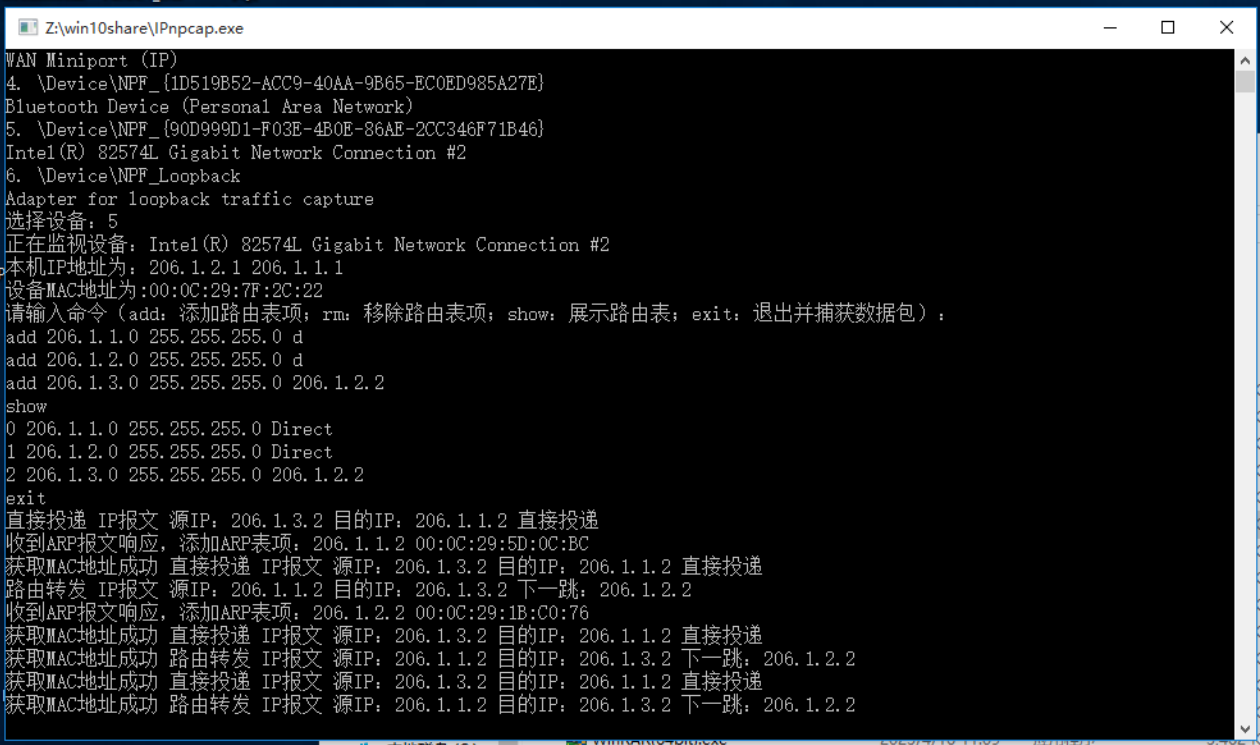 Z:\win10share\IPnpcap.exe
WAN Miniport (IP)
4. \Device\NPF_{1D519B52-ACC9-40AA-9B65-EC0ED985A27E}
Bluetooth Device (Personal Area Network)
5. \Device\NPF_{90D999D1-F03E-4B0E-86AE-2CC346F71B46}
Intel(R) 82574L Gigabit Network Connection #2
6. \Device\NPF_Loopback
Adapter for loopback traffic capture
选择设备：5
正在监视设备：Intel(R) 82574L Gigabit Network Connection #2
本机IP地址为：206.1.2.1 206.1.1.1
设备MAC地址为:00:0C:29:7F:2C:22
请输入命令（add：添加路由表项；rm：移除路由表项；show：展示路由表；exit：退出并捕获数据包）：
add 206.1.1.0 255.255.255.0 d
add 206.1.2.0 255.255.255.0 d
add 206.1.3.0 255.255.255.0 206.1.2.2
show
0 206.1.1.0 255.255.255.0 Direct
1 206.1.2.0 255.255.255.0 Direct
2 206.1.3.0 255.255.255.0 206.1.2.2
exit
直接投递 IP报文 源IP：206.1.3.2 目的IP：206.1.1.2 直接投递
收到ARP报文响应，添加ARP表项：206.1.1.2 00:0C:29:5D:0C:BC
获取MAC地址成功 直接投递 IP报文 源IP：206.1.3.2 目的IP：206.1.1.2 直接投递
路由转发 IP报文 源IP：206.1.1.2 目的IP：206.1.3.2 下一跳：206.1.2.2
收到ARP报文响应，添加ARP表项：206.1.2.2 00:0C:29:1B:C0:76
获取MAC地址成功 直接投递 IP报文 源IP：206.1.3.2 目的IP：206.1.1.2 直接投递
获取MAC地址成功 路由转发 IP报文 源IP：206.1.1.2 目的IP：206.1.3.2 下一跳：206.1.2.2
获取MAC地址成功 直接投递 IP报文 源IP：206.1.3.2 目的IP：206.1.1.2 直接投递
获取MAC地址成功 路由转发 IP报文 源IP：206.1.1.2 目的IP：206.1.3.2 下一跳：206.1.2.2